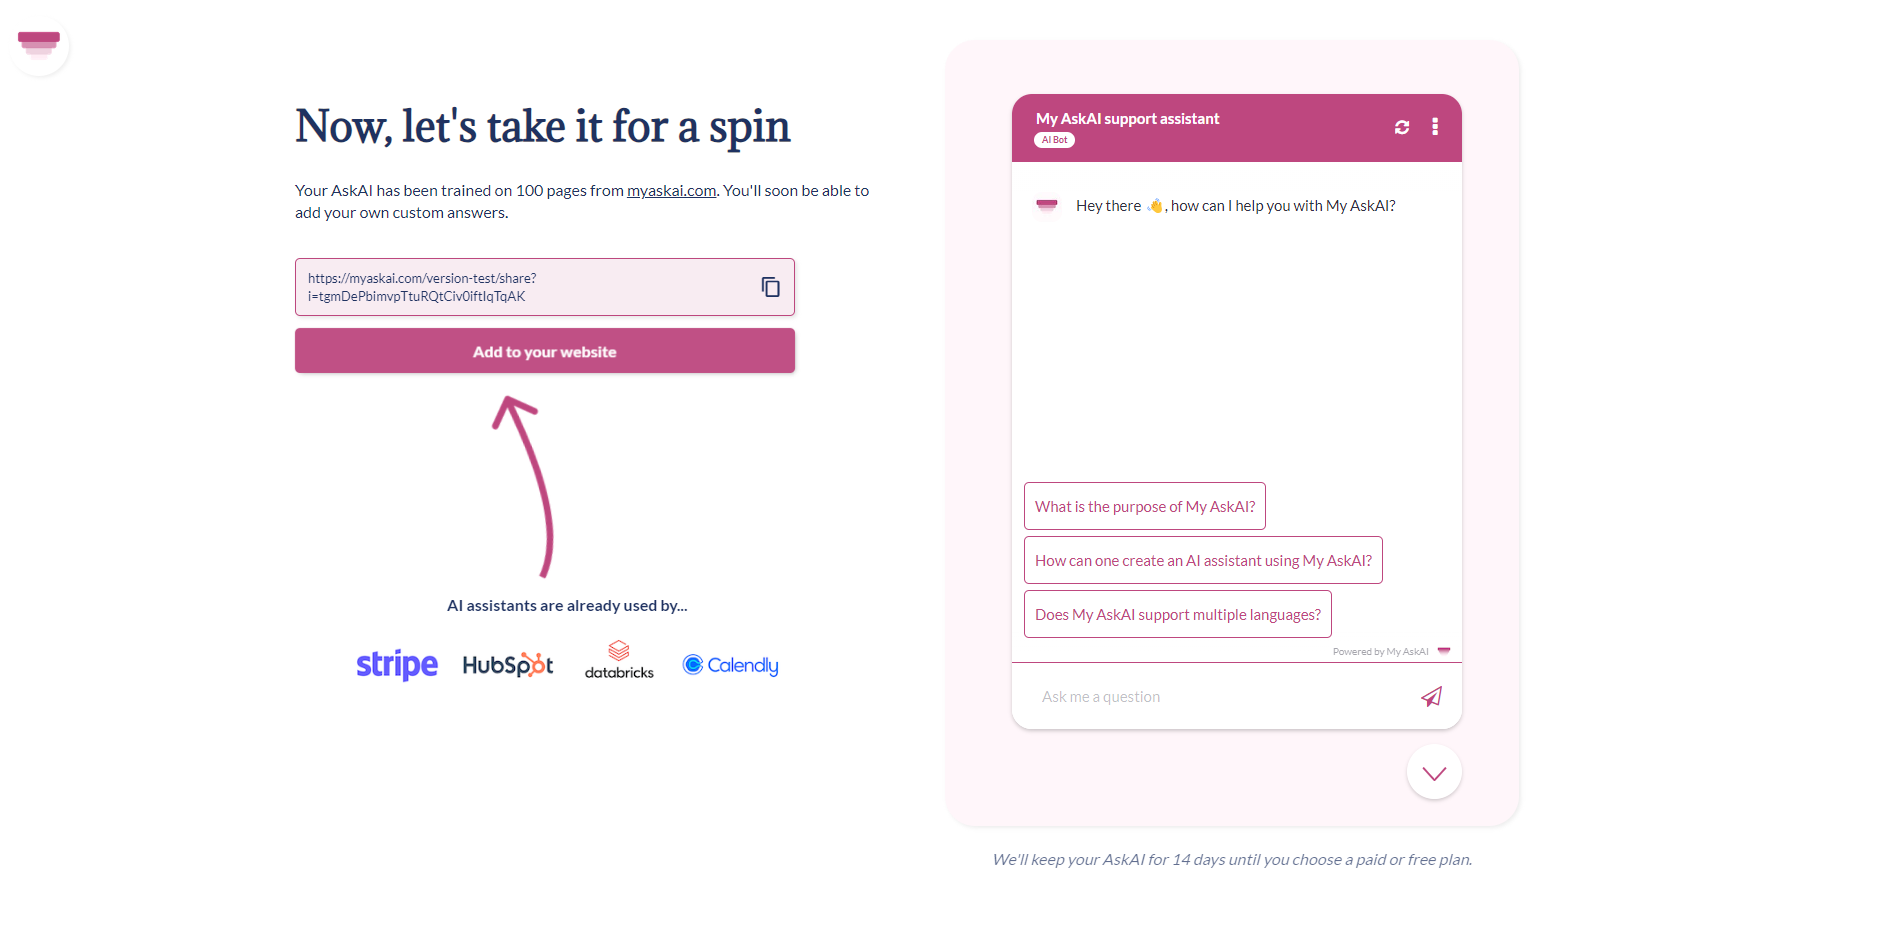 Now, let's take it for a spin
Your AskAI has been trained on 100 pages from myaskai.com. You'll soon be able to
add your own custom answers.
https://myaskai.com/version-test/share?
i=tgmDePbimvpTtuRQtCiv0iftIqTqAK
Add to your website
AI assistants are already used by...
stripe
HubSpot
databricks
Calendly
My AskAI support assistant
AI Bot
Hey there 👋, how can I help you with My AskAI?
What is the purpose of My AskAI?
How can one create an AI assistant using My AskAI?
Does My AskAI support multiple languages?
Powered by My AskAI
Ask me a question
We'll keep your AskAI for 14 days until you choose a paid or free plan.